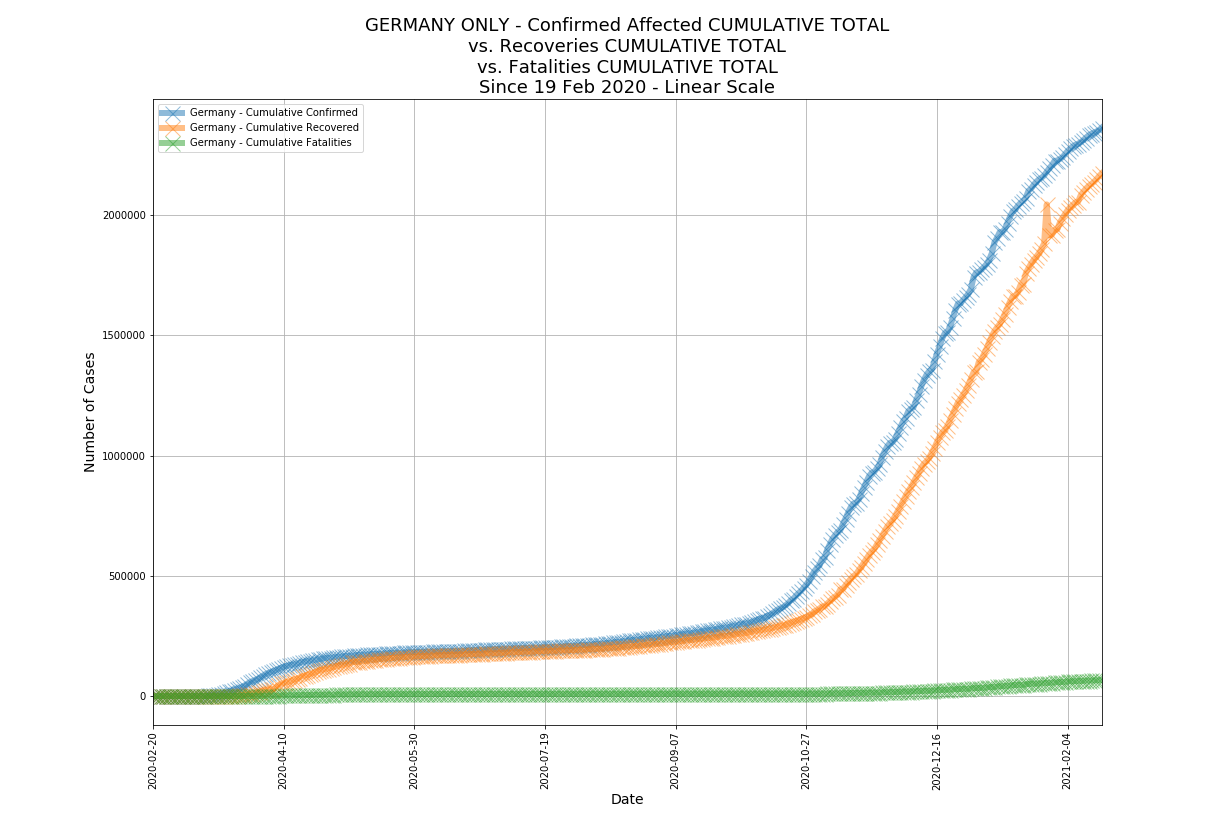 GERMANY ONLY - Confirmed Affected CUMULATIVE TOTAL
vs. Recoveries CUMULATIVE TOTAL
vs. Fatalities CUMULATIVE TOTAL
Since 19 Feb 2020 - Linear Scale
Germany - Cumulative Confirmed
Germany - Cumulative Recovered
Germany - Cumulative Fatalities
Number of Cases
2000000
1500000
1000000
500000
0
2020-02-20
2020-04-10
2020-05-30
2020-07-19
2020-09-07
2020-10-27
2020-12-16
2021-02-04
Date